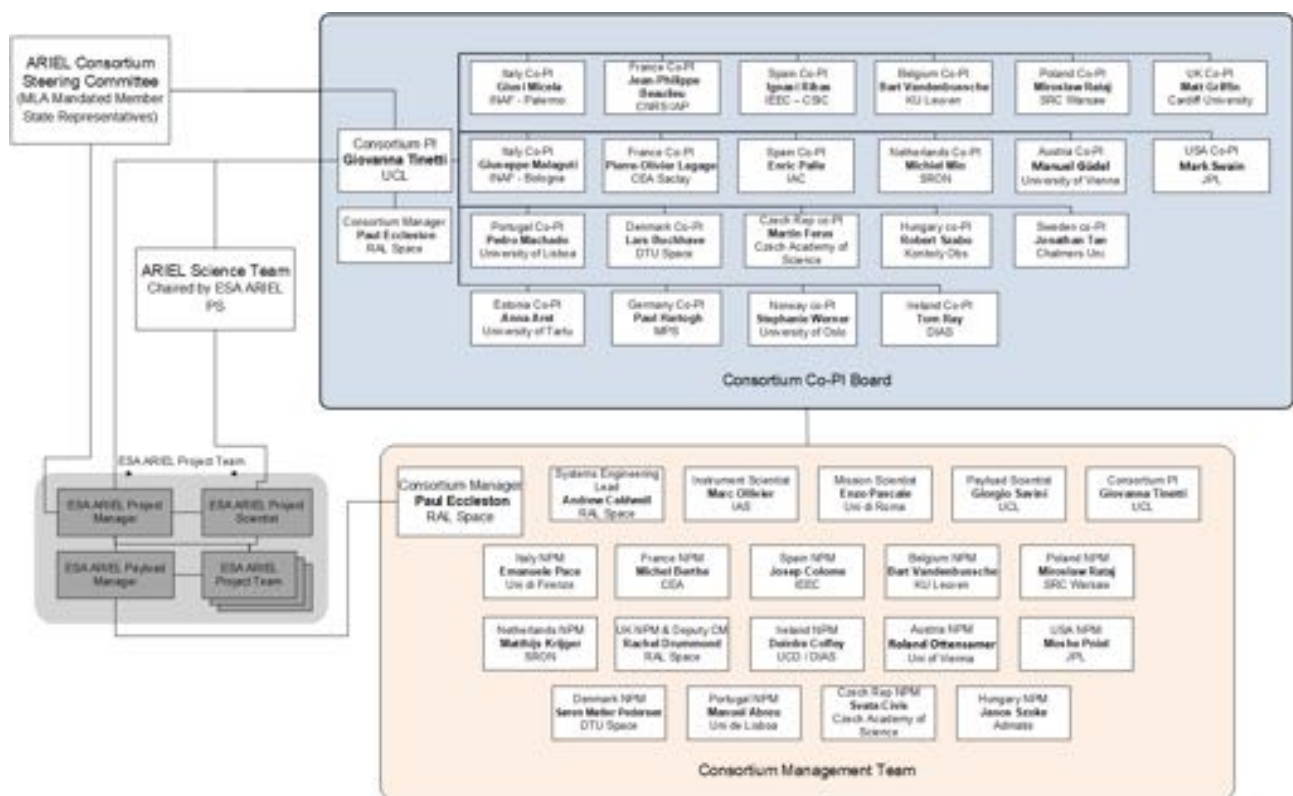 ARIEL Consortium
Steering Committee
(MLA Mandated Member
State Representatives)
Consortium PI
Giovanna Tinetti
UCL
Consortium Manager
Paul Eccleston
RAL Space
ARIEL Science Team
Chaired by ESA ARIEL
PS
Italy Co-PI
Giusi Micela
INAF - Palermo
France Co-PI
Jean Philippe
Beaulieu
CNRS/IAP
Spain Co-PI
Ignasi Ribas
IEEC – CSIC
Belgium Co-PI
Bart Vandenbussche
KU Leuven
Poland Co-PI
Miroslaw Rataj
SRC Warsaw
UK Co-PI
Matt Griffin
Cardiff University
Italy Co-PI
Giuseppe Malaguti
INAF - Bologna
France Co-PI
Pierre-Olivier Lagage
CEA Saclay
Spain Co-PI
Enric Palle
IAC
Netherlands Co-PI
Michiel Min
SRON
Austria Co-PI
Manuel Güdel
University of Vienna
USA Co-PI
Mark Swain
JPL
Portugal Co-PI
Pedro Machado
University of Lisboa
Denmark Co-PI
Lars Buchhave
DTU Space
Czech Rep co-PI
Martin Ferus
Czech Academy of
Science
Hungary co-PI
Robert Szabo
Konkoly Obs
Sweden co-PI
Jonathan Tan
Chalmers Uni
Estonia Co-PI
Anna Aret
University of Tartu
Germany Co-PI
Paul Hartogh
MPS
Norway co-PI
Stephanie Werner
University of Oslo
Ireland Co-PI
Tom Ray
DIAS
Consortium Co-PI Board
ESA ARIEL Project Team
ESA ARIEL Project
Manager
ESA ARIEL Project
Scientist
ESA ARIEL Payload
Manager
ESA ARIEL
Project Team
Consortium Manager
Paul Eccleston
RAL Space
Systems Engineering
Lead
Andrew Caldwell
RAL Space
Instrument Scientist
Marc Ollivier
IAS
Mission Scientist
Enzo Pascale
Uni di Roma
Payload Scientist
Giorgio Savini
UCL
Consortium PI
Giovanna Tinetti
UCL
Italy NPM
Emanuele Pace
Uni di Firenze
France NPM
Michel Berthe
CEA
Spain NPM
Josep Colome
IEEC
Belgium NPM
Bart Vandenbussche
KU Leuven
Poland NPM
Miroslaw Rataj
SRC Warsaw
Netherlands NPM
Matthijs Krijger
SRON
UK NPM & Deputy CM
Rachel Drummond
RAL Space
Ireland NPM
Deirdre Coffey
UCD / DIAS
Austria NPM
Roland Ottensamer
Uni of Vienna
USA NPM
JPL
Denmark NPM
Søren Møller Pedersen
DTU Space
Portugal NPM
Manuel Abreu
Uni de Lisboa
Czech Rep NPM
Svata Civis
Czech Academy of
Science
Hungary NPM
Janos Szoke
Admatis
Consortium Management Team